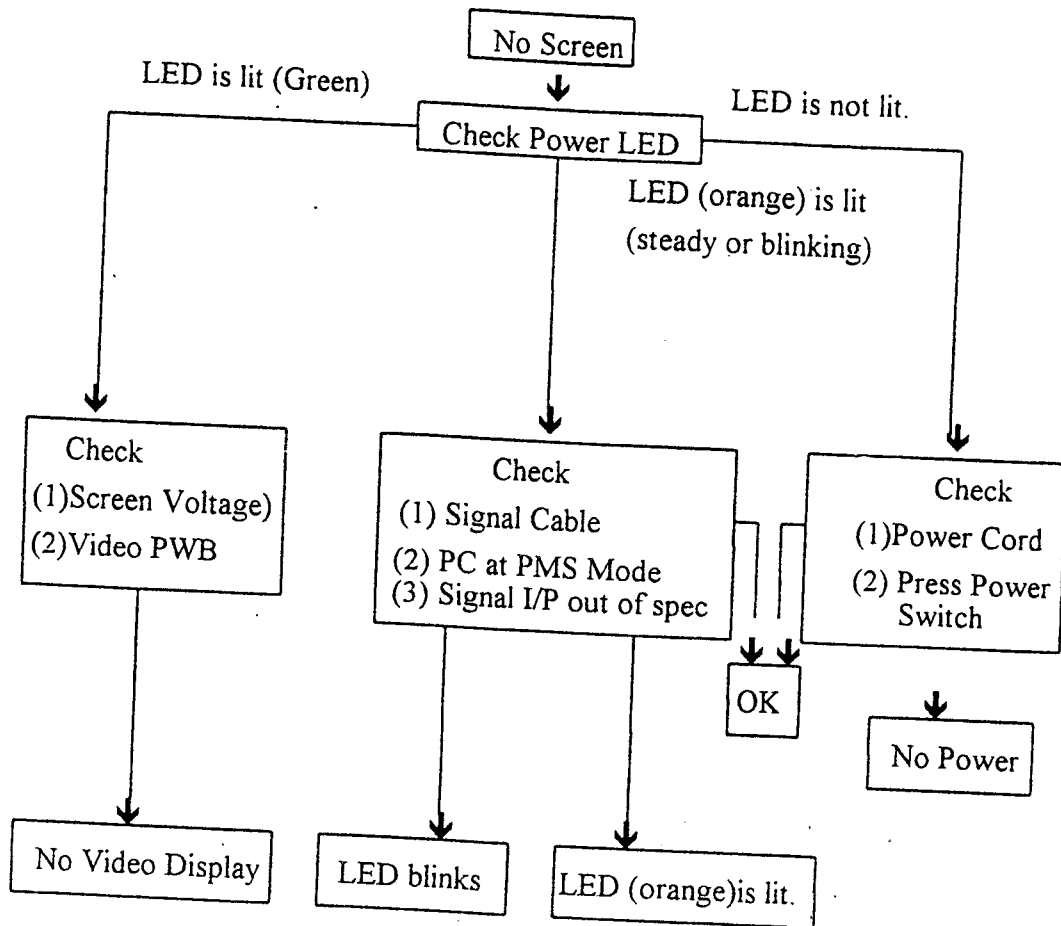 No Screen
LED is lit (Green)
LED is not lit.
Check Power LED
LED (orange) is lit
(steady or blinking)
Check
(1)Screen Voltage)
(2)Video PWB
Check
(1) Signal Cable
(2) PC at PMS Mode
(3) Signal I/P out of spec
Check
(1)Power Cord
(2) Press Power
Switch
OK
No Power
No Video Display
LED blinks
LED (orange)is lit.